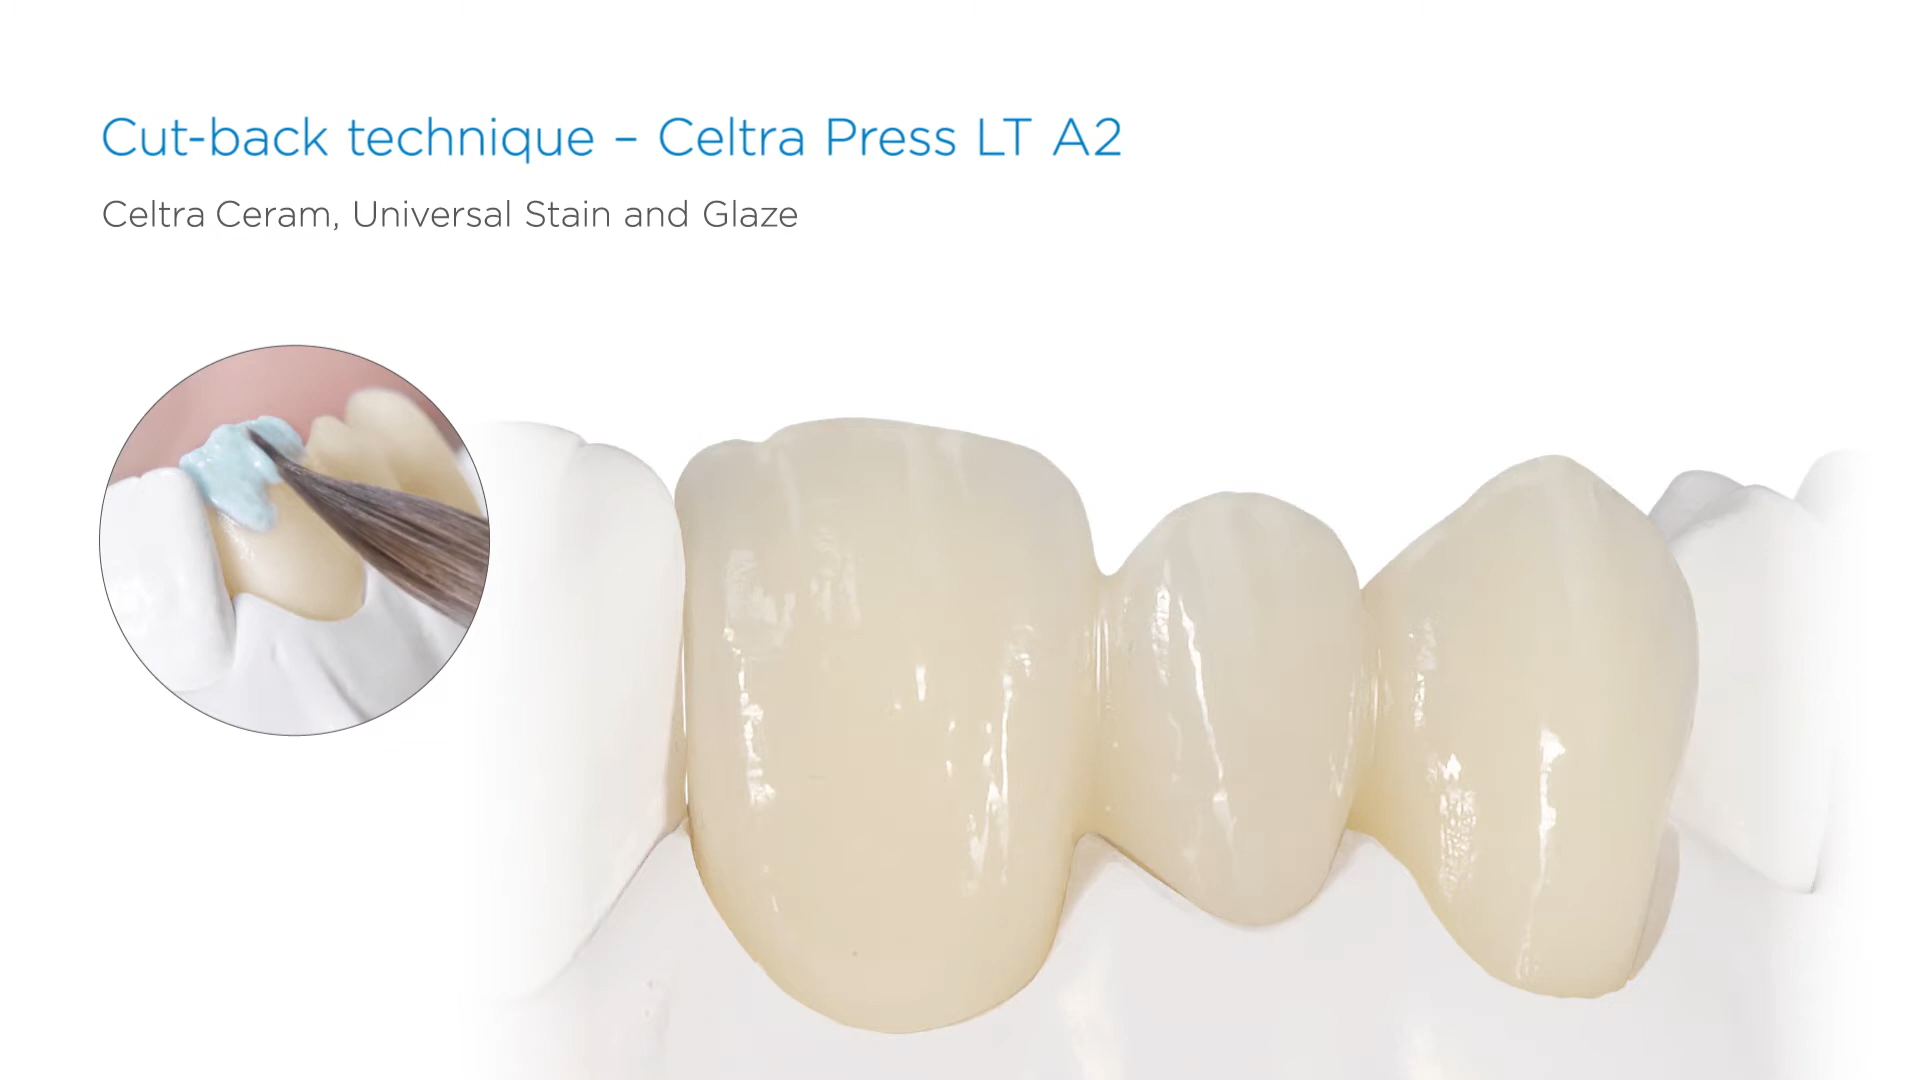 Cut-back technique – Celtra Press LT A2
Celtra Ceram, Universal Stain and Glaze